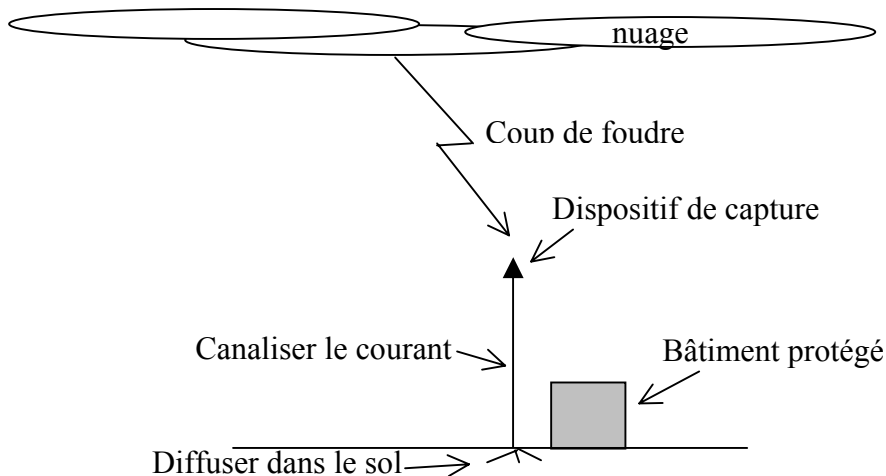 nuage
Coup de foudre
Dispositif de capture
Canaliser le courant
Bâtiment protégé
Diffuser dans le sol